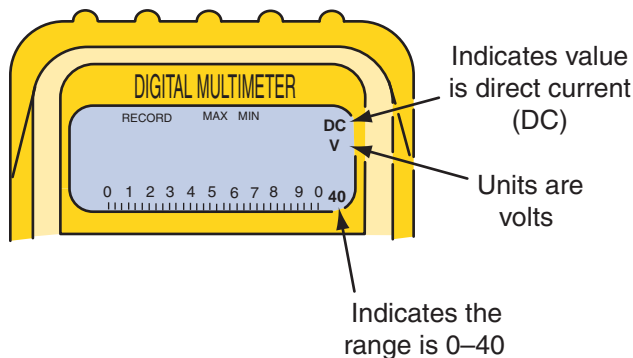 DIGITAL MULTIMETER
RECORD MAX MIN
DC
V
0 1 2 3 4 5 6 7 8 9 0 40
Indicates value
is direct current
(DC)
Units are
volts
Indicates the
range is 0–40